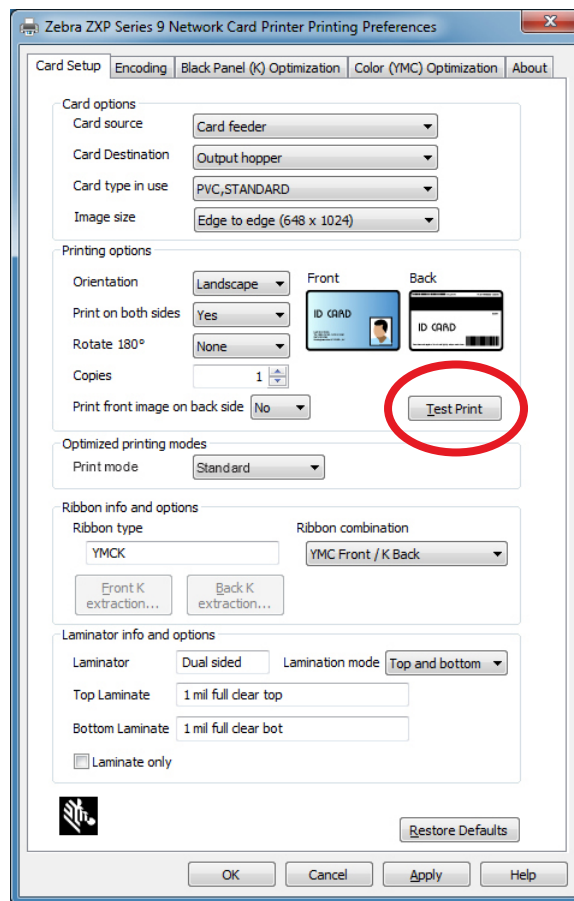 Zebra ZXP Series 9 Network Card Printer Printing Preferences
Card Setup Encoding Black Panel (K) Optimization Color (YMC) Optimization About
Card options
Card source Card feeder
Card Destination Output hopper
Card type in use PVC,STANDARD
Image size Edge to edge (648 x 1024)
Printing options
Orientation Landscape Front Back
Print on both sides Yes
ID CARD ID CARD
Rotate 180° None
Copies 1
Print front image on back side No Test Print
Optimized printing modes
Print mode Standard
Ribbon info and options
Ribbon type Ribbon combination
YMCK YMC Front / K Back
Front K extraction... Back K extraction...
Laminator info and options
Laminator Dual sided Lamination mode Top and bottom
Top Laminate 1 mil full clear top
Bottom Laminate 1 mil full clear bot
Laminate only
Restore Defaults
OK Cancel Apply Help